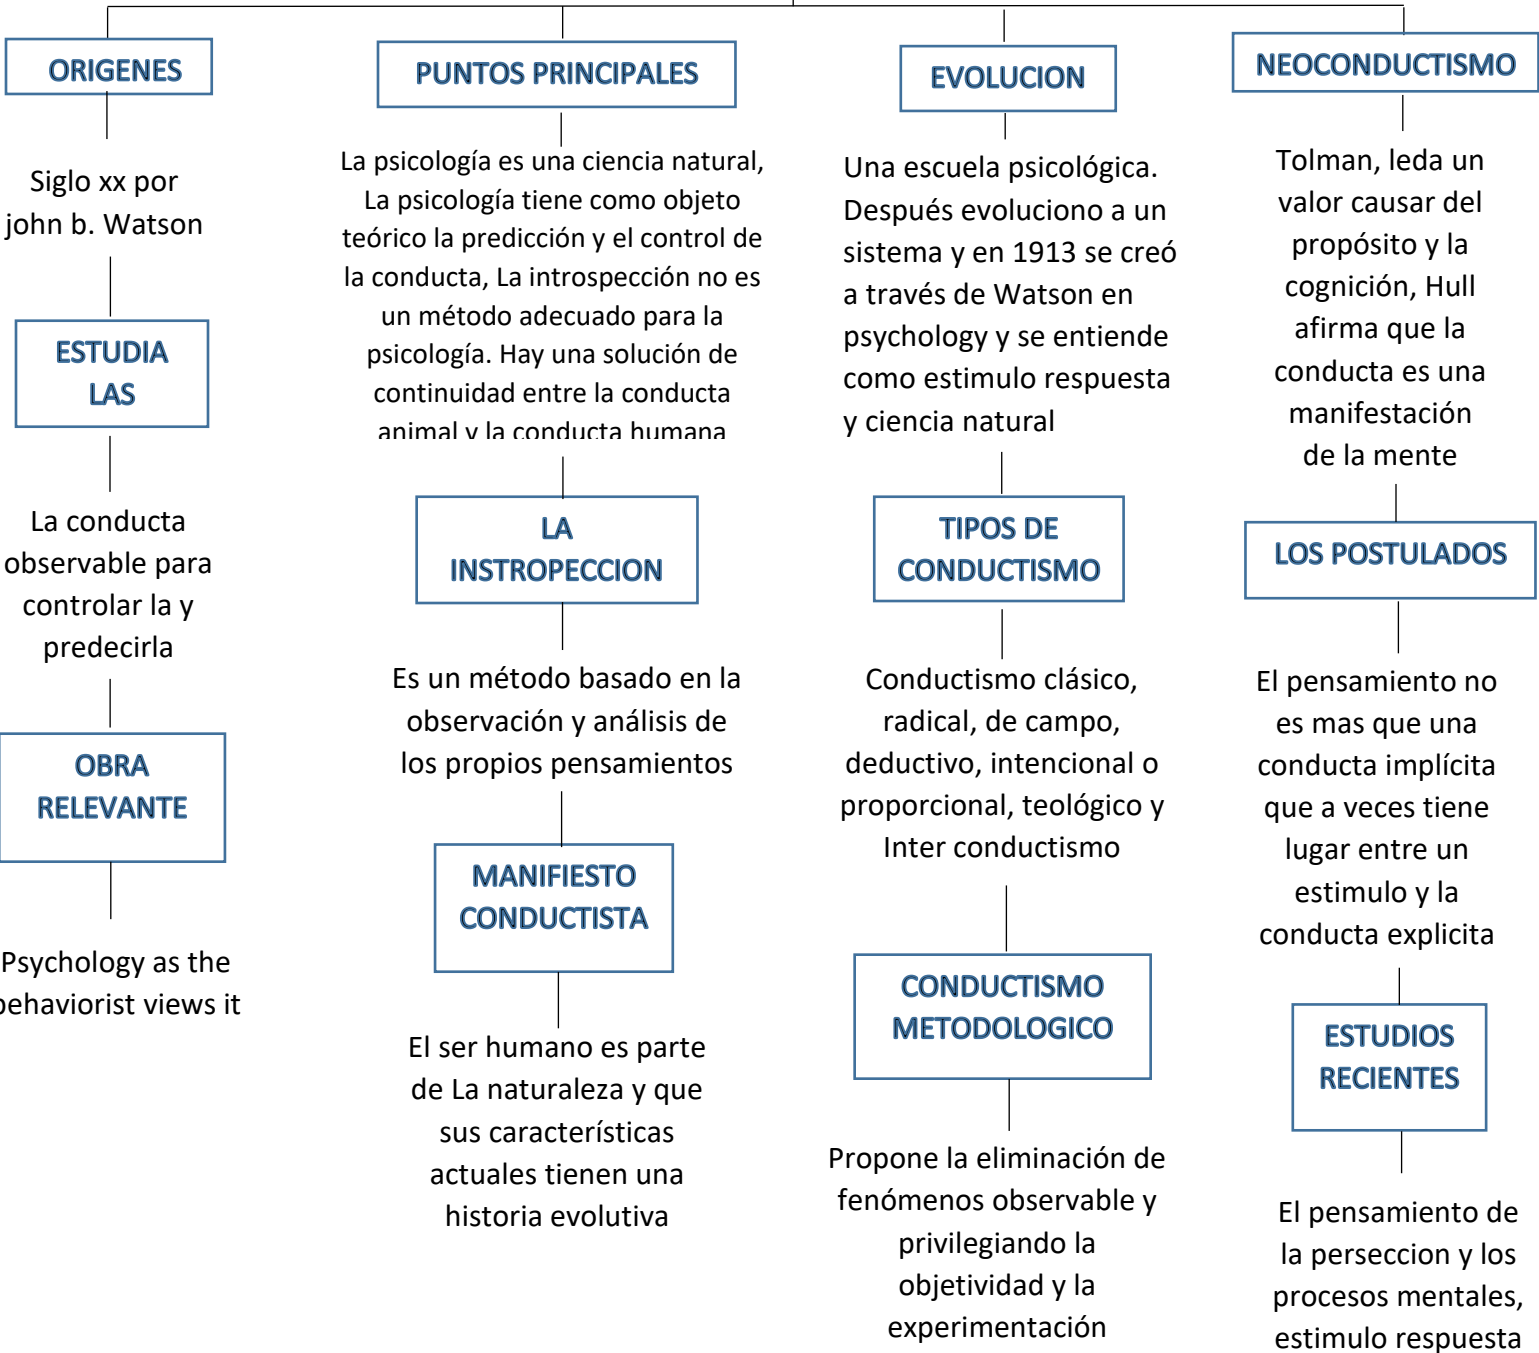 ORIGENES
Siglo xx por
john b. Watson
ESTUDIA
LAS
La conducta
observable para
controlar la y
predecirla
OBRA
RELEVANTE
Psychology as the
behaviorist views it
PUNTOS PRINCIPALES
La psicología es una ciencia natural,
La psicología tiene como objeto
teórico la predicción y el control de
la conducta, La introspección no es
un método adecuado para la
psicología. Hay una solución de
continuidad entre la conducta
animal y la conducta humana
LA
INSTROPECCION
Es un método basado en la
observación y análisis de
los propios pensamientos
MANIFIESTO
CONDUCTISTA
El ser humano es parte
de La naturaleza y que
sus características
actuales tienen una
historia evolutiva
EVOLUCION
Una escuela psicológica.
Después evoluciono a un
sistema y en 1913 se creó
a través de Watson en
psychology y se entiende
como estimulo respuesta
y ciencia natural
TIPOS DE
CONDUCTISMO
Conductismo clásico,
radical, de campo,
deductivo, intencional o
proporcional, teológico y
Inter conductismo
CONDUCTISMO
METODOLOGICO
Propone la eliminación de
fenómenos observable y
privilegiando la
objetividad y la
experimentación
NEOCONDUCTISMO
Tolman, leda un
valor causar del
propósito y la
cognición, Hull
afirma que la
conducta es una
manifestación
de la mente
LOS POSTULADOS
El pensamiento no
es mas que una
conducta implícita
que a veces tiene
lugar entre un
estimulo y la
conducta explicita
ESTUDIOS
RECIENTES
El pensamiento de
la perseccion y los
procesos mentales,
estimulo respuesta